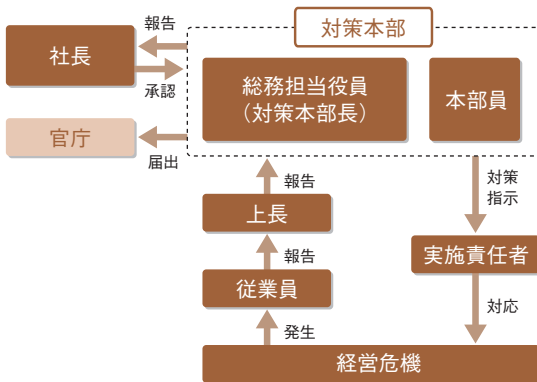 報告
対策本部
社長
承認
総務担当役員
（対策本部長）
本部員
官庁
届出
報告
対策
指示
上長
報告
実施責任者
従業員
発生
対応
経営危機